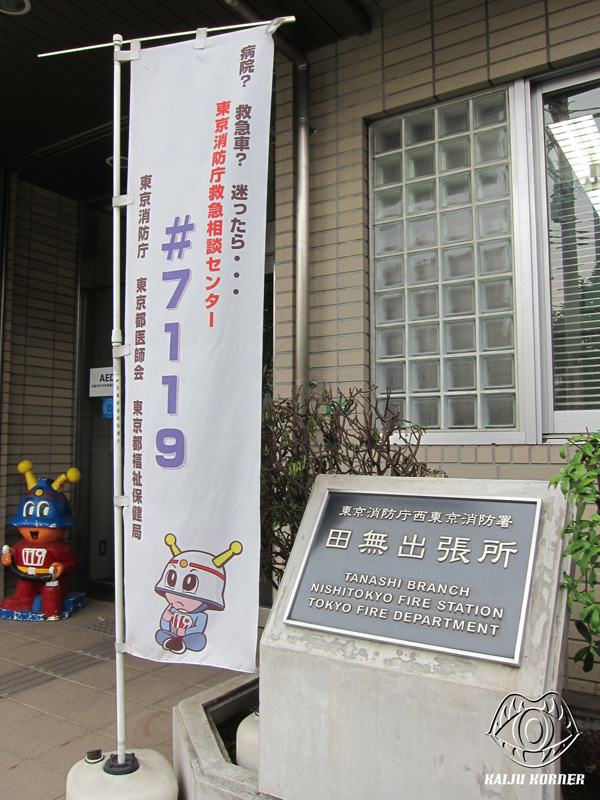 病院? 救急車? 迷ったら・・・
東京消防庁救急相談センター
#7119
東京消防庁 東京都医師会 東京都福祉保健局
119
AED
119
東京消防庁西東京消防署
田無出張所
TANASHI BRANCH
NISHITOKYO FIRE STATION
TOKYO FIRE DEPARTMENT
KAIJU KORNER